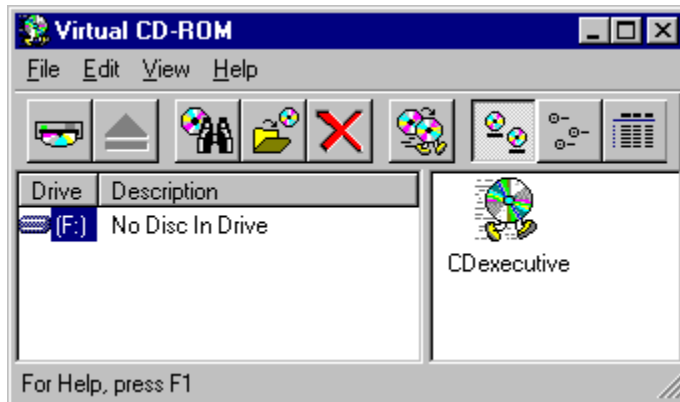 Virtual CD-ROM
File Edit View Help
Drive Description
(F:) No Disc In Drive
CDexecutive
For Help, press F1